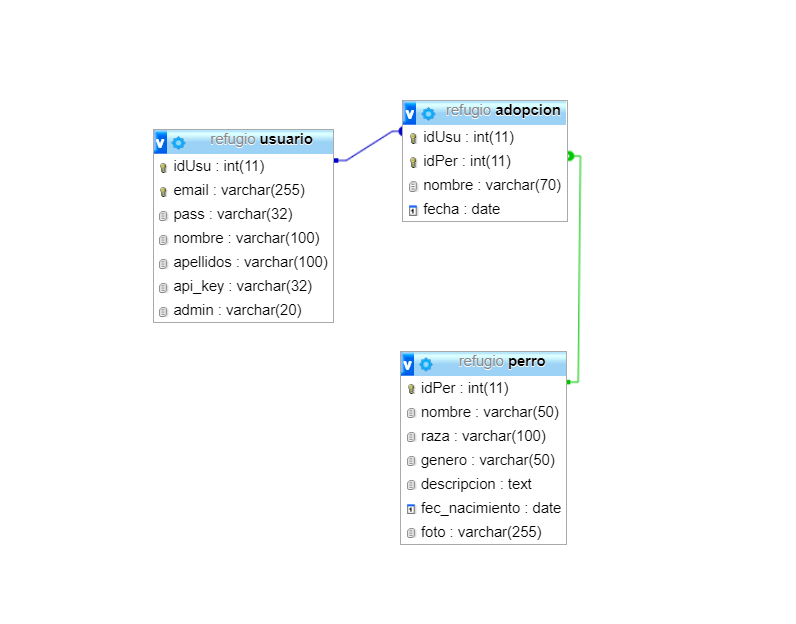 refugio usuario
idUsu : int(11)
email : varchar(255)
pass : varchar(32)
nombre : varchar(100)
apellidos : varchar(100)
api_key : varchar(32)
admin : varchar(20)
refugio adopcion
idUsu : int(11)
idPer : int(11)
nombre : varchar(70)
fecha : date
refugio perro
idPer : int(11)
nombre : varchar(50)
raza : varchar(100)
genero : varchar(50)
descripcion : text
fec_nacimiento : date
foto : varchar(255)